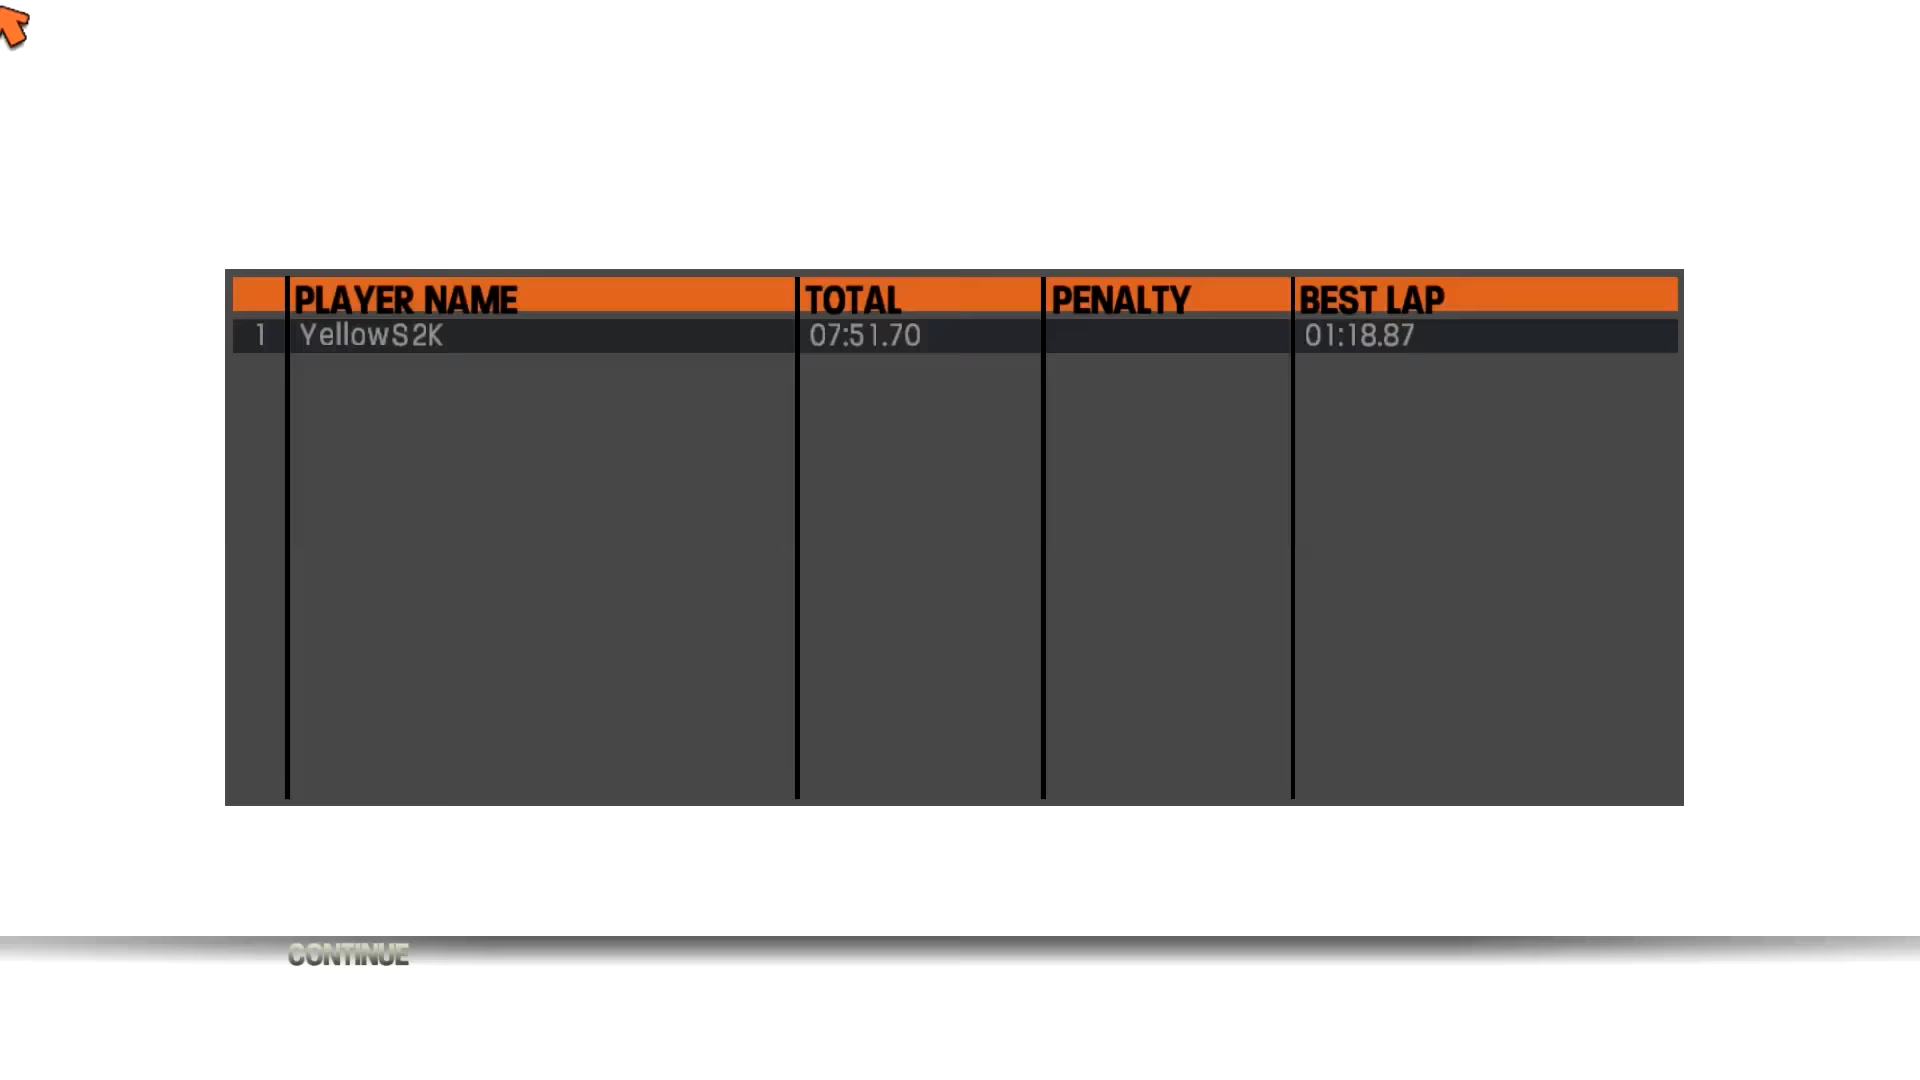 PLAYER NAME TOTAL PENALTY BEST LAP
1 YellowS2K 07:51.70 01:18.87
CONTINUE